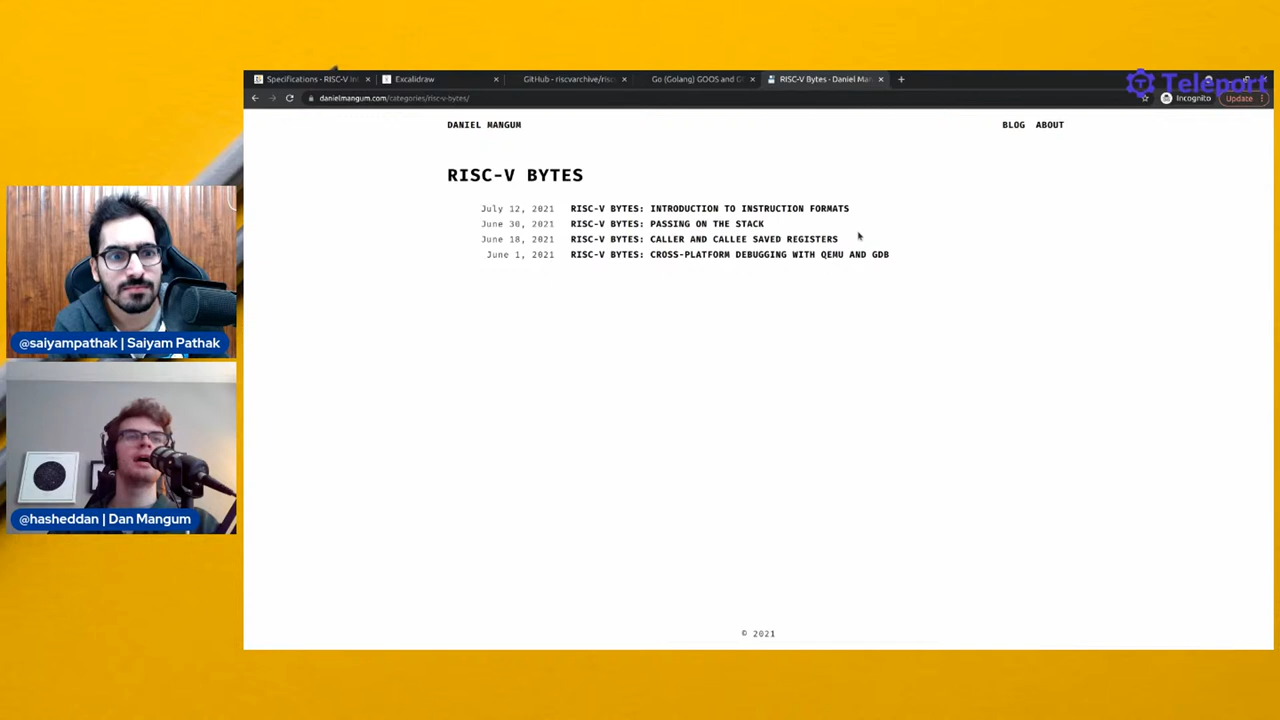 Specifications - RISC-V In
Excalidraw
GitHub - riscvarchive/risc
Go (Golang) GOOS and G
RISC-V Bytes - Daniel Man
danielmangum.com/categories/risc-v-bytes/
Teleport
Incognito
Update
DANIEL MANGUM
BLOG ABOUT
RISC-V BYTES
July 12, 2021 RISC-V BYTES: INTRODUCTION TO INSTRUCTION FORMATS
June 30, 2021 RISC-V BYTES: PASSING ON THE STACK
June 18, 2021 RISC-V BYTES: CALLER AND CALLEE SAVED REGISTERS
June 1, 2021 RISC-V BYTES: CROSS-PLATFORM DEBUGGING WITH QEMU AND GDB
@saiyampathak | Saiyam Pathak
@hasheddan | Dan Mangum
© 2021